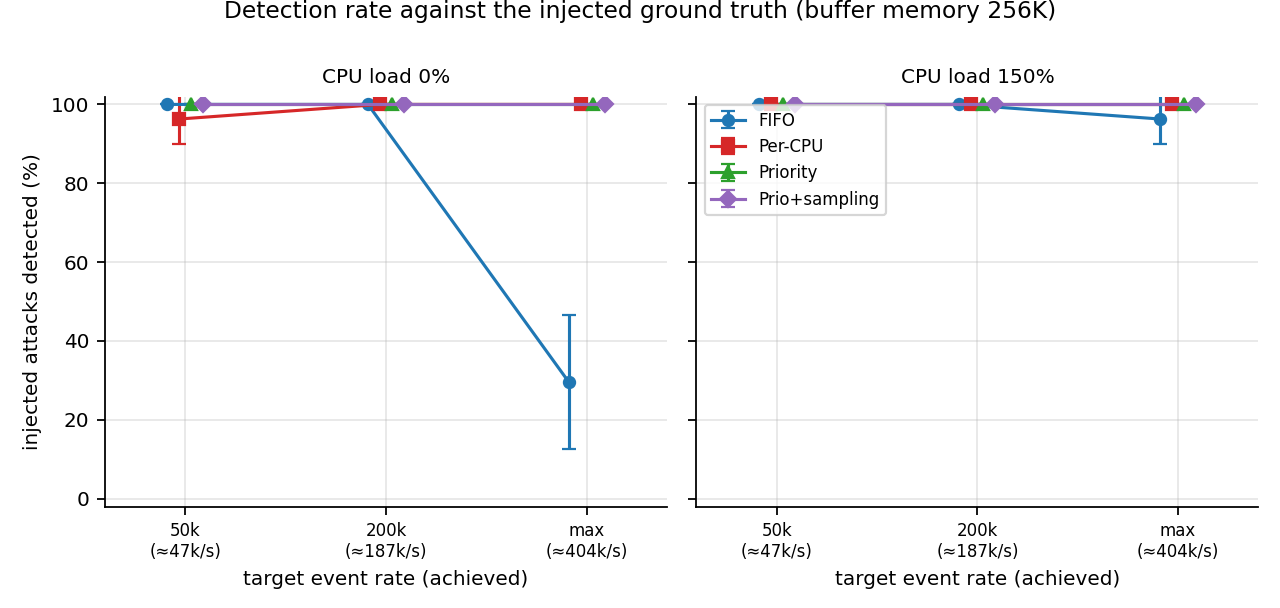 Detection rate against the injected ground truth (buffer memory 256K)
CPU load 0%
CPU load 150%
injected attacks detected (%)
100
80
60
40
20
0
FIFO
Per-CPU
Priority
Prio+sampling
50k
(≈47k/s)
200k
(≈187k/s)
max
(≈404k/s)
50k
(≈47k/s)
200k
(≈187k/s)
max
(≈404k/s)
target event rate (achieved)
target event rate (achieved)